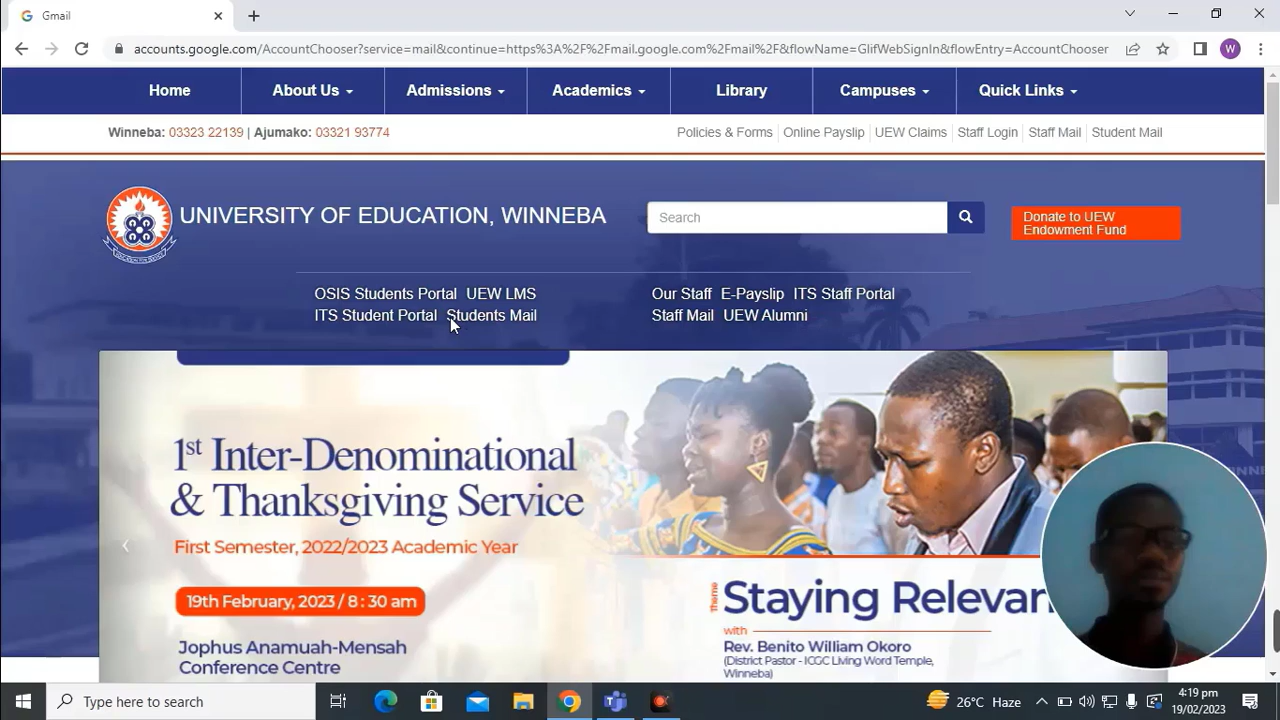 Gmail
accounts.google.com/AccountChooser?service=mail&continue=https%3A%2F%2Fmail.google.com%2Fmail%2F&flowName=GlifWebSignIn&flowEntry=AccountChooser
W
Home About Us Admissions Academics Library Campuses Quick Links
Winneba: 03323 22139 | Ajumako: 03321 93774
Policies & Forms Online Payslip UEW Claims Staff Login Staff Mail Student Mail
UNIVERSITY OF EDUCATION, WINNEBA
Search
Donate to UEW
Endowment Fund
OSIS Students Portal UEW LMS
ITS Student Portal Students Mail
Our Staff E-Payslip ITS Staff Portal
Staff Mail UEW Alumni
1st Inter-Denominational
& Thanksgiving Service
First Semester, 2022/2023 Academic Year
19th February, 2023 / 8 : 30 am
Jophus Anamuah-Mensah
Conference Centre
Theme
Staying Relevan
with
Rev. Benito William Okoro
(District Pastor - ICGC Living Word Temple,
Winneba)
Type here to search
26°C Haze
4:19 pm
19/02/2023